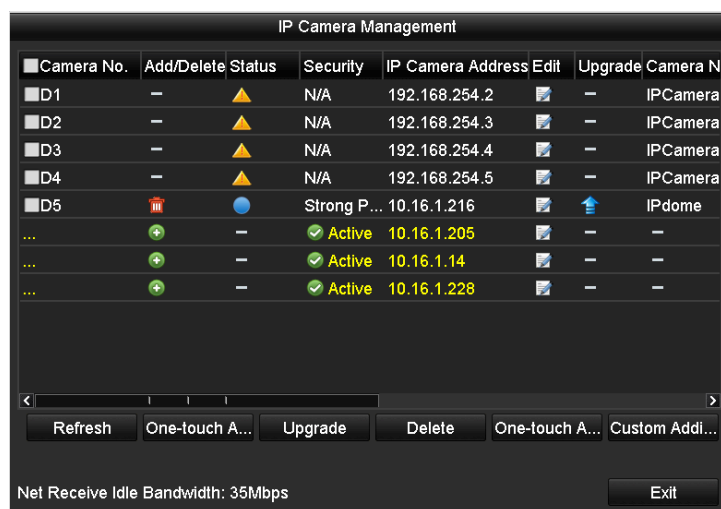 IP Camera Management
Camera No. Add/Delete Status Security IP Camera Address Edit Upgrade Camera N
D1 – N/A 192.168.254.2 – IPCamera
D2 – N/A 192.168.254.3 – IPCamera
D3 – N/A 192.168.254.4 – IPCamera
D4 – N/A 192.168.254.5 – IPCamera
D5 Strong P... 10.16.1.216 IPdome
... – Active 10.16.1.205 – –
... – Active 10.16.1.14 – –
... – Active 10.16.1.228 – –
Refresh One-touch A... Upgrade Delete One-touch A... Custom Addi...
Net Receive Idle Bandwidth: 35Mbps Exit